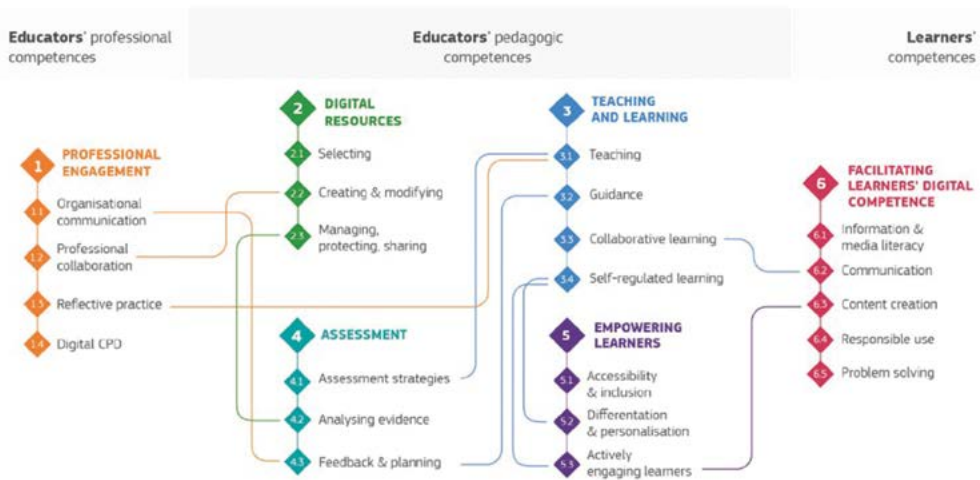 Educators' professional
competences
Educators' pedagogic
competences
Learners'
competences
1
PROFESSIONAL
ENGAGEMENT
1.1
Organisational
communication
1.2
Professional
collaboration
1.3
Reflective practice
1.4
Digital CPD
2
DIGITAL
RESOURCES
2.1
Selecting
2.2
Creating & modifying
2.3
Managing,
protecting, sharing
3
TEACHING
AND LEARNING
3.1
Teaching
3.2
Guidance
3.3
Collaborative learning
3.4
Self-regulated learning
4
ASSESSMENT
4.1
Assessment strategies
4.2
Analysing evidence
4.3
Feedback & planning
5
EMPOWERING
LEARNERS
5.1
Accessibility
& inclusion
5.2
Differentation
& personalisation
5.3
Actively
engaging learners
6
FACILITATING
LEARNERS' DIGITAL
COMPETENCE
6.1
Information &
media literacy
6.2
Communication
6.3
Content creation
6.4
Responsible use
6.5
Problem solving